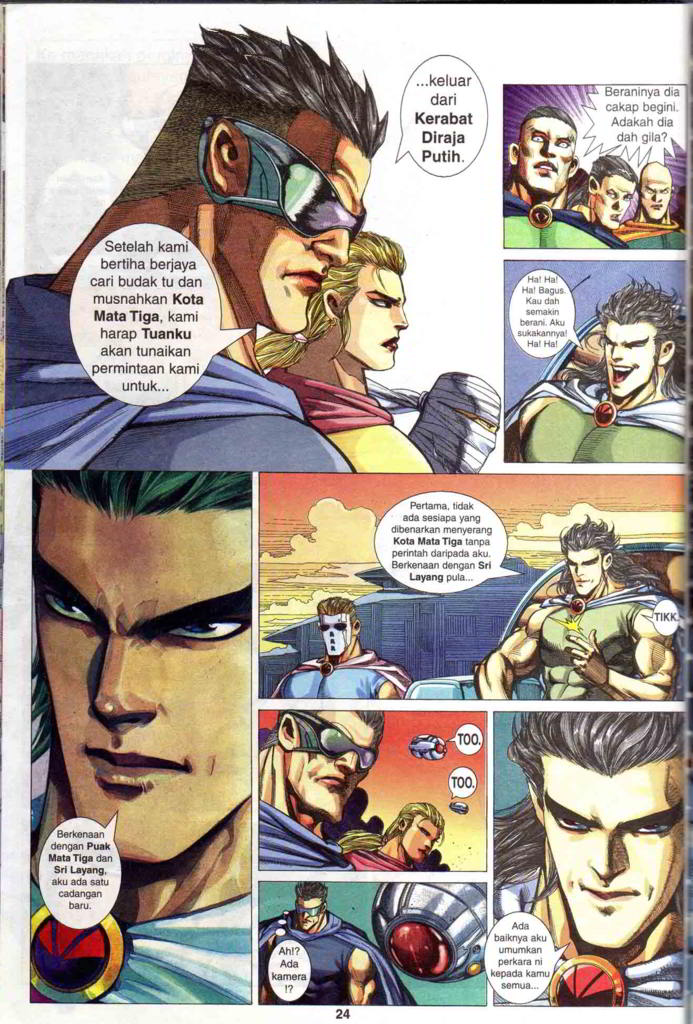 Setelah kami
bertiha berjaya
cari budak tu dan
musnahkan Kota
Mata Tiga, kami
harap Tuanku
akan tunaikan
permintaan kami
untuk...
...keluar
dari
Kerabat
Diraja
Putih.
Beraninya dia
cakap begini.
Adakah dia
dah gila?
Ha! Ha!
Ha! Bagus.
Kau dah
semakin
berani. Aku
sukakannya!
Ha! Ha!
Berkenaan
dengan Puak
Mata Tiga dan
Sri Layang,
aku ada satu
cadangan
baru.
Pertama, tidak
ada sesiapa yang
dibenarkan menyerang
Kota Mata Tiga tanpa
perintah daripada aku.
Berkenaan dengan Sri
Layang pula...
TIKK.
TOO.
TOO.
Ah!?
Ada
kamera
!?
Ada
baiknya aku
umumkan
perkara ni
kepada kamu
semua...
24